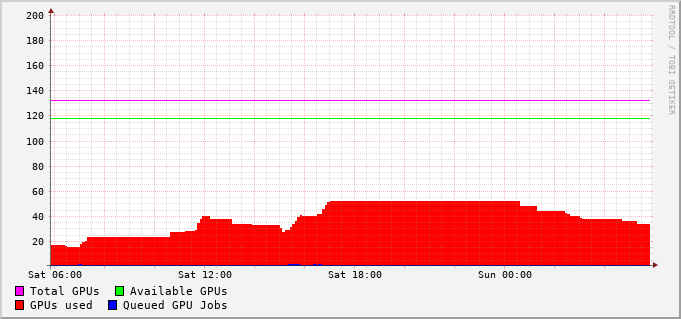 200
180
160
140
120
100
80
60
40
20
Sat 06:00 Sat 12:00 Sat 18:00 Sun 00:00
Total GPUs Available GPUs
GPUs used Queued GPU Jobs
RRDTOOL / TOBI OETIKER